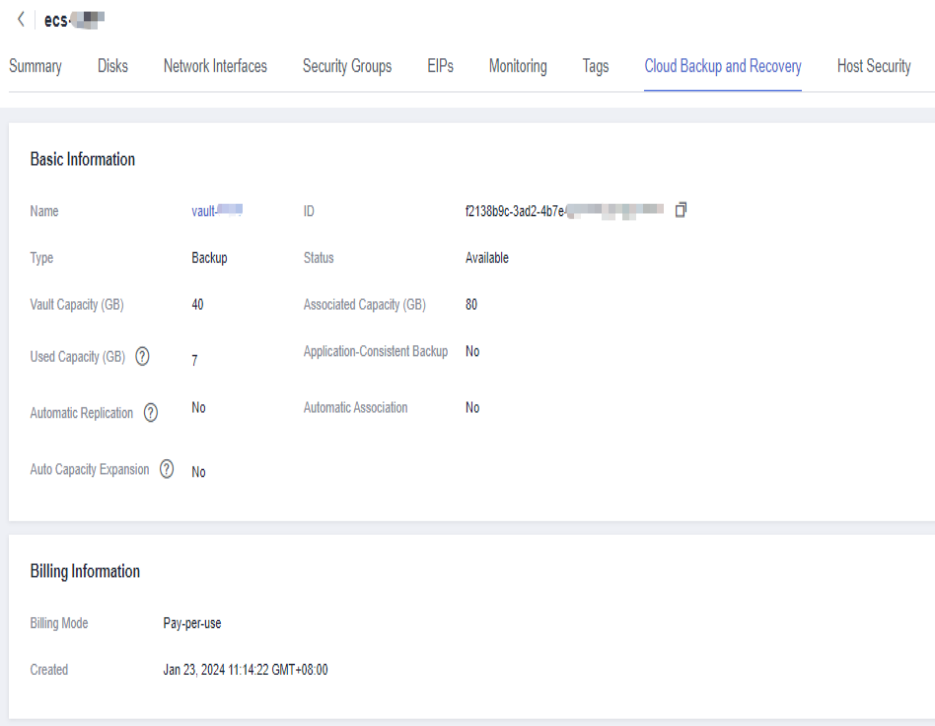 ecs-
Summary Disks Network Interfaces Security Groups EIPs Monitoring Tags Cloud Backup and Recovery Host Security
Basic Information
Name vault- ID f2138b9c-3ad2-4b7e-
Type Backup Status Available
Vault Capacity (GB) 40 Associated Capacity (GB) 80
Used Capacity (GB) ? 7 Application-Consistent Backup No
Automatic Replication ? No Automatic Association No
Auto Capacity Expansion ? No
Billing Information
Billing Mode Pay-per-use
Created Jan 23, 2024 11:14:22 GMT+08:00